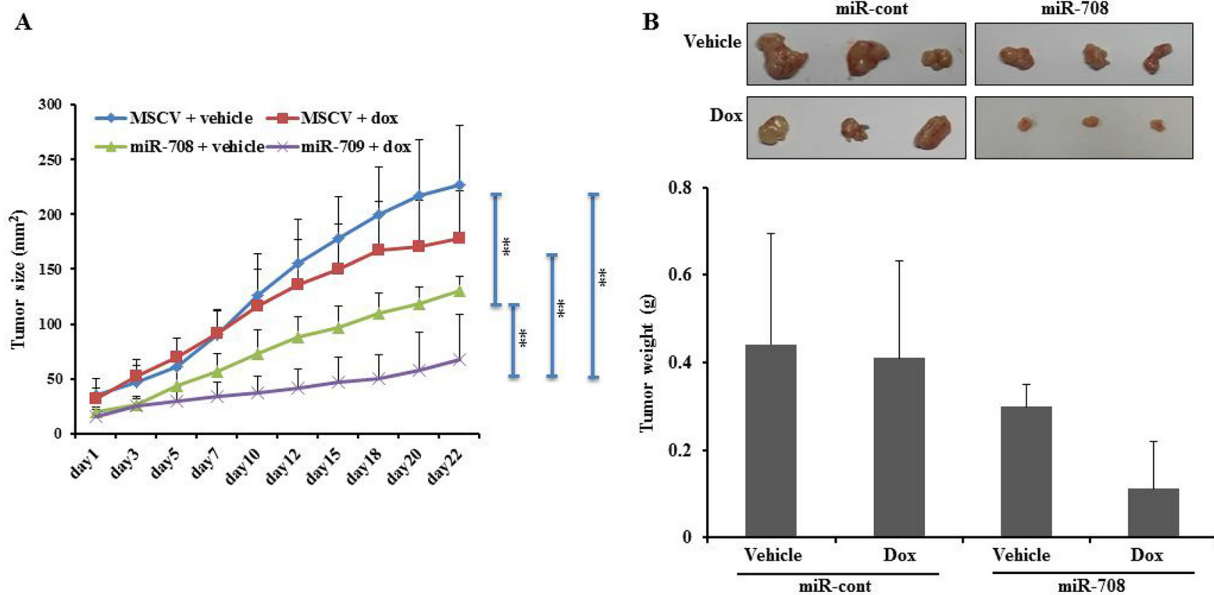 A
300
250
200
150
100
50
0
Tumor size (mm²)
MSCV + vehicle
MSCV + dox
miR-708 + vehicle
miR-709 + dox
day1
day3
day5
day7
day10
day12
day15
day18
day20
day22
**
**
**
**
B
miR-cont
miR-708
Vehicle
Dox
0.8
0.6
0.4
0.2
0
Tumor weight (g)
Vehicle
Dox
Vehicle
Dox
miR-cont
miR-708